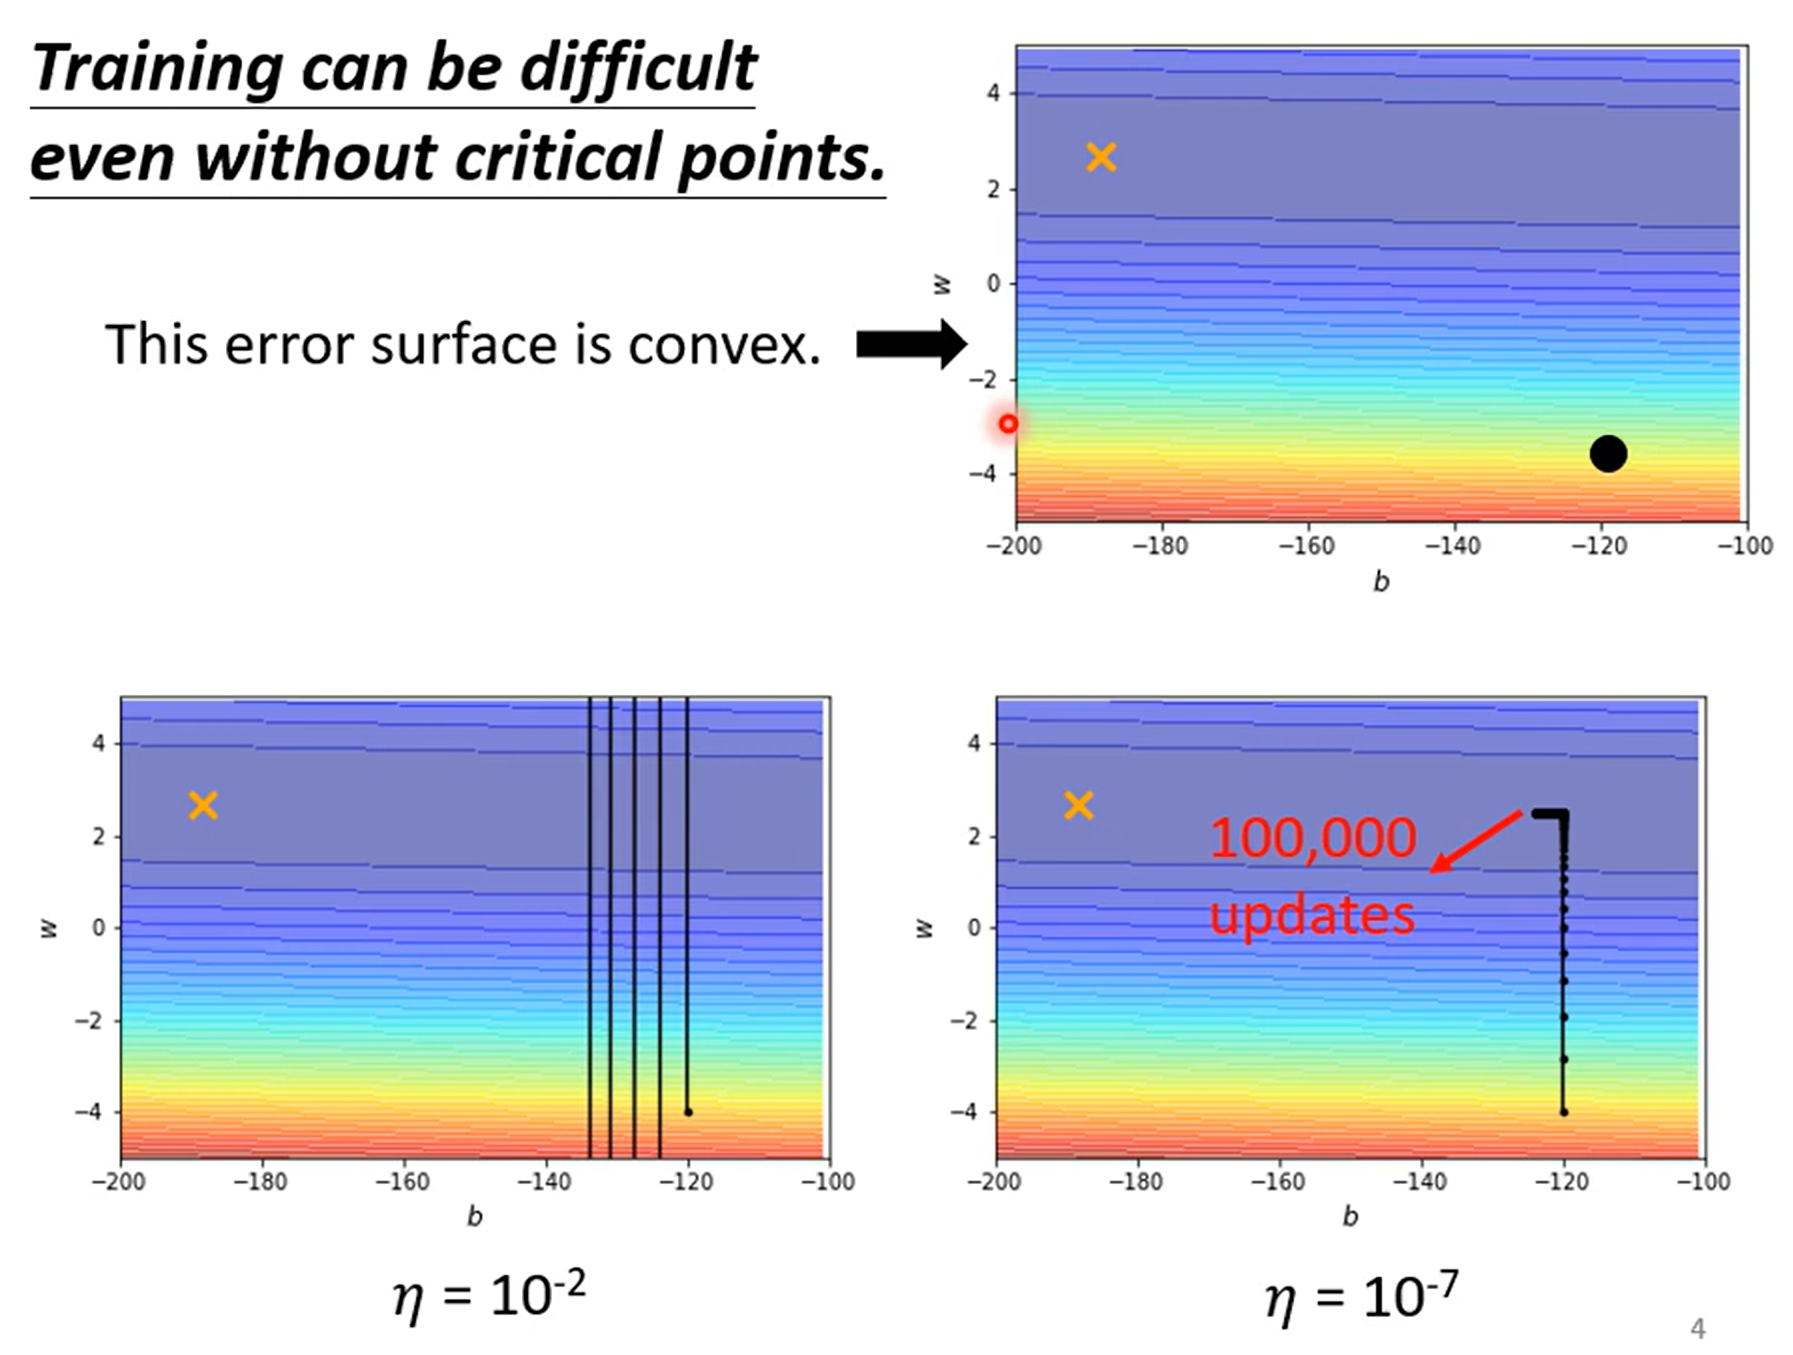 Training can be difficult
even without critical points.
This error surface is convex.
4
2
0
−2
−4
w
−200 −180 −160 −140 −120 −100
b
4
2
0
−2
−4
w
−200 −180 −160 −140 −120 −100
b
η = 10⁻²
4
2
0
−2
−4
w
100,000
updates
−200 −180 −160 −140 −120 −100
b
η = 10⁻⁷
4